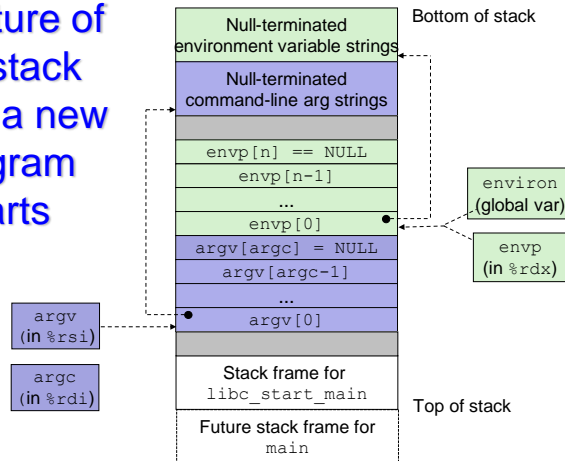 ture of
stack
a new
gram
arts
Null-terminated
environment variable strings
Null-terminated
command-line arg strings
envp[n] == NULL
envp[n-1]
...
envp[0]
argv[argc] = NULL
argv[argc-1]
...
argv[0]
Stack frame for
libc_start_main
Future stack frame for
main
Bottom of stack
environ
(global var)
envp
(in %rdx)
argv
(in %rsi)
argc
(in %rdi)
Top of stack